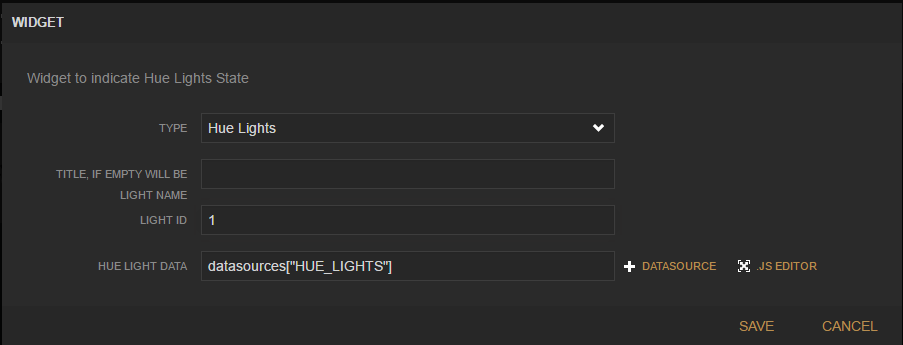 WIDGET
Widget to indicate Hue Lights State
TYPE
Hue Lights
TITLE, IF EMPTY WILL BE
LIGHT NAME
LIGHT ID
1
HUE LIGHT DATA
datasources["HUE_LIGHTS"]
DATASOURCE
.JS EDITOR
SAVE
CANCEL